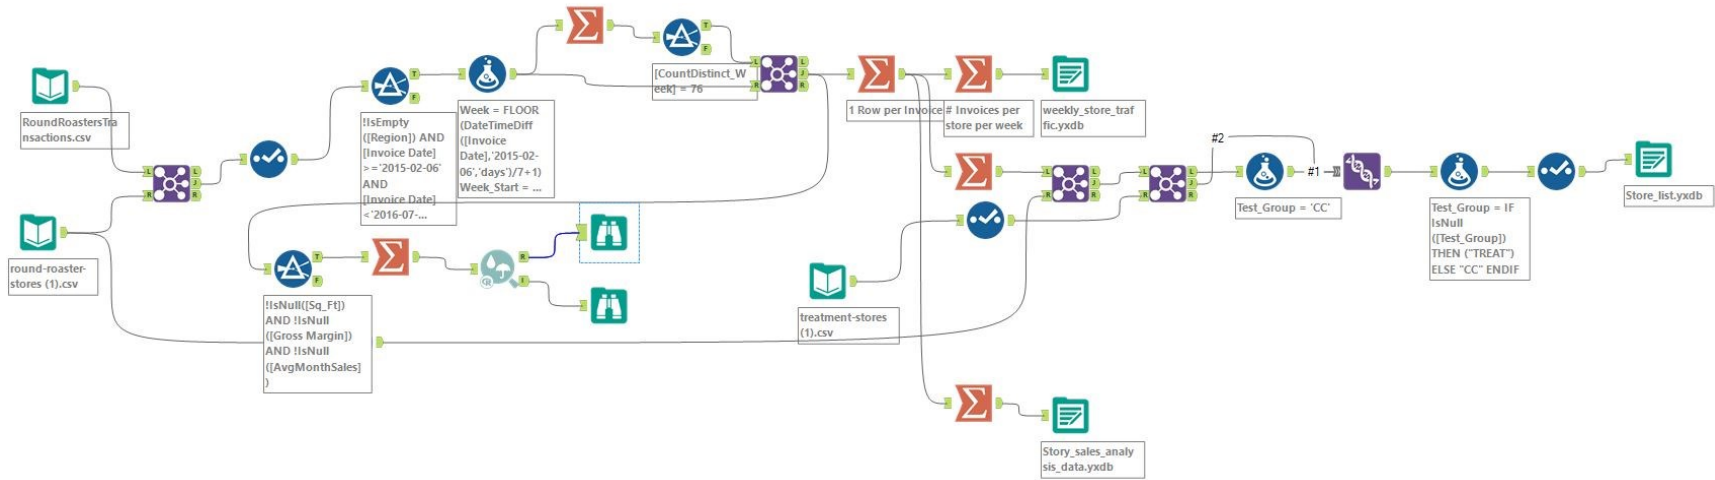 RoundRoastersTra
nsactions.csv
round-roaster-
stores (1).csv
L
J
R
L
R
T
F
!IsEmpty
([Region]) AND
[Invoice Date]
>='2015-02-06'
AND
[Invoice Date]
<'2016-07-...
Week = FLOOR
(DateTimeDiff
([Invoice
Date],'2015-02-
06','days')/7+1)
Week_Start = ...
T
F
[CountDistinct_W
eek] = 76
L
R
L
J
R
1 Row per Invoice
# Invoices per
store per week
weekly_store_traf
fic.yxdb
T
F
!IsNull([Sq_Ft])
AND !IsNull
([Gross Margin])
AND !IsNull
([AvgMonthSales]
)
R
I
treatment-stores
(1).csv
L
R
L
J
R
L
R
L
J
R
#2
#1
Test_Group = 'CC'
Test_Group = IF
IsNull
([Test_Group])
THEN ("TREAT")
ELSE "CC" ENDIF
Store_list.yxdb
Story_sales_analy
sis_data.yxdb